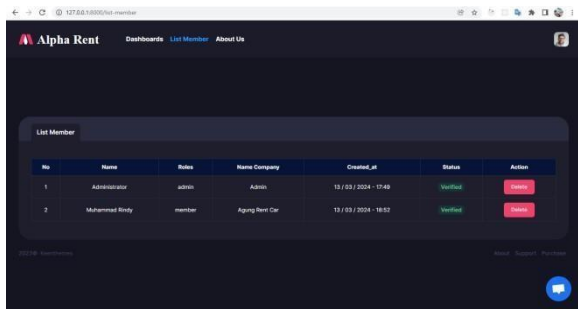 127.0.0.1:8000/list-member
Alpha Rent Dashboards List Member About Us
List Member
No Name Roles Name Company Created_at Status Action
1 Administrator admin Admin 13 / 03 / 2024 - 17:49 Verified Delete
2 Muhammad Rindy member Agung Rent Car 13 / 03 / 2024 - 18:52 Verified Delete
About Support Purchase